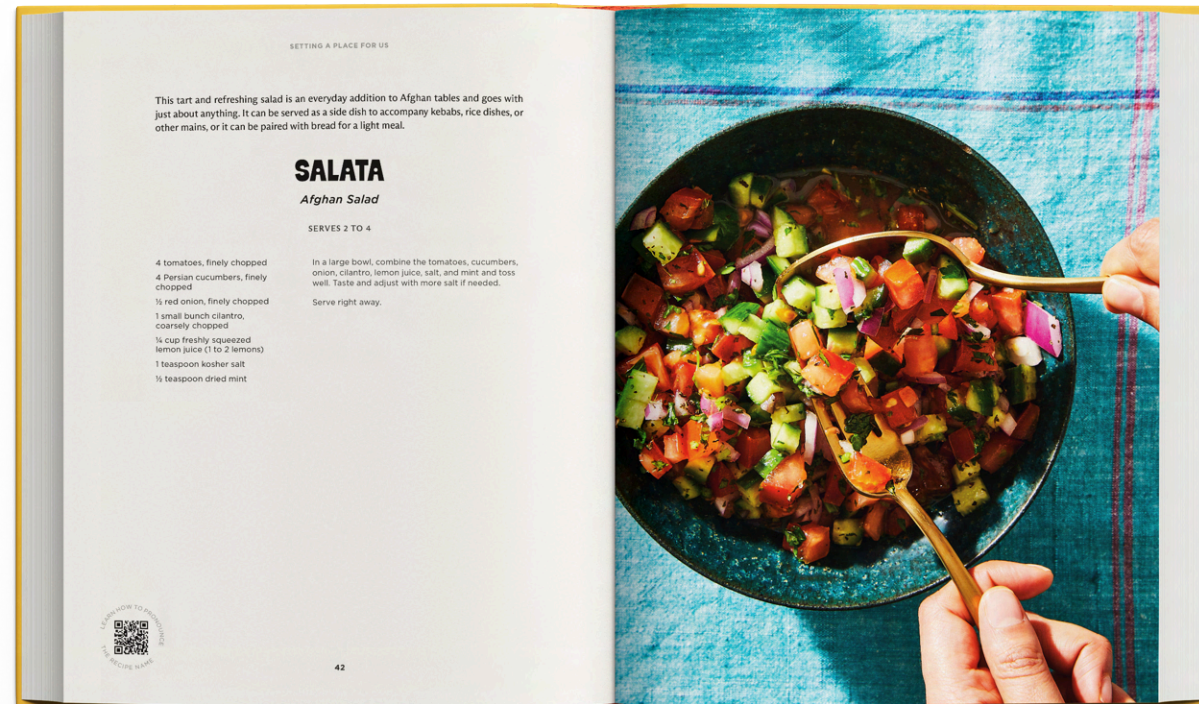 SETTING A PLACE FOR US
This tart and refreshing salad is an everyday addition to Afghan tables and goes with
just about anything. It can be served as a side dish to accompany kebabs, rice dishes, or
other mains, or it can be paired with bread for a light meal.
SALATA
Afghan Salad
SERVES 2 TO 4
4 tomatoes, finely chopped
4 Persian cucumbers, finely
chopped
½ red onion, finely chopped
1 small bunch cilantro,
coarsely chopped
¼ cup freshly squeezed
lemon juice (1 to 2 lemons)
1 teaspoon kosher salt
½ teaspoon dried mint
In a large bowl, combine the tomatoes, cucumbers,
onion, cilantro, lemon juice, salt, and mint and toss
well. Taste and adjust with more salt if needed.
Serve right away.
LEARN HOW TO PRONOUNCE
THE RECIPE NAME
42